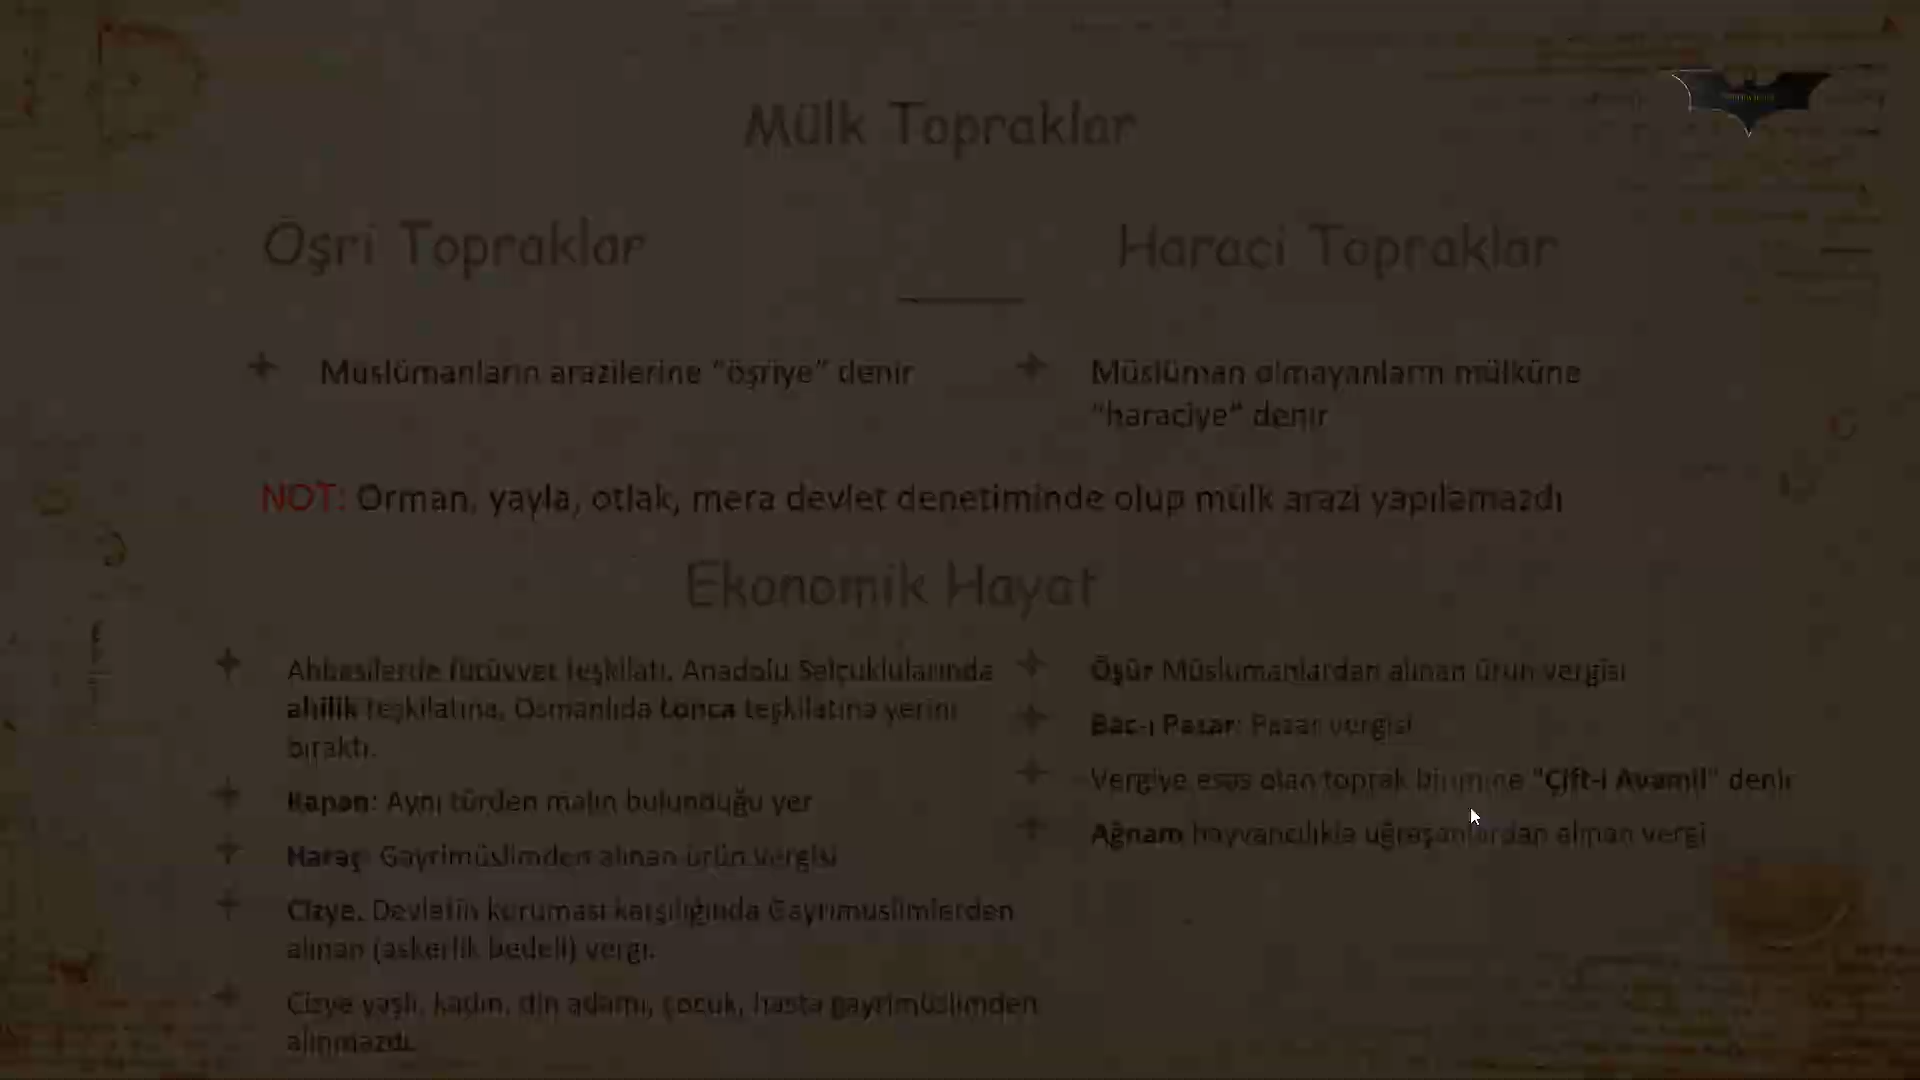 Mülk Topraklar
Öşri Topraklar
Haraci Topraklar
Müslümanların arazilerine "öşriye" denir
Müslüman olmayanların mülküne
"haraciye" denir
NOT: Orman, yayla, otlak, mera devlet denetiminde olup mülk arazi yapılamazdı
Ekonomik Hayat
Abbasilerde fütüvvet teşkilatı, Anadolu Selçuklularında
ahilik teşkilatına, Osmanlıda Lonca teşkilatına yerini
bıraktı.
Kapan: Aynı türden malın bulunduğu yer
Haraç: Gayrimüslimden alınan ürün vergisi
Cizye, Devletin koruması karşılığında Gayrimüslimlerden
alınan (askerlik bedeli) vergi.
Cizye yaşlı, kadın, din adamı, çocuk, hasta gayrimüslimden
alınmazdı.
Öşür Müslümanlardan alınan ürün vergisi
Bac-ı Pazar: Pazar vergisi
Vergiye esas olan toprak birimine "Çift-i Avamil" denir
Ağnam hayvancılıkla uğraşanlardan alınan vergi